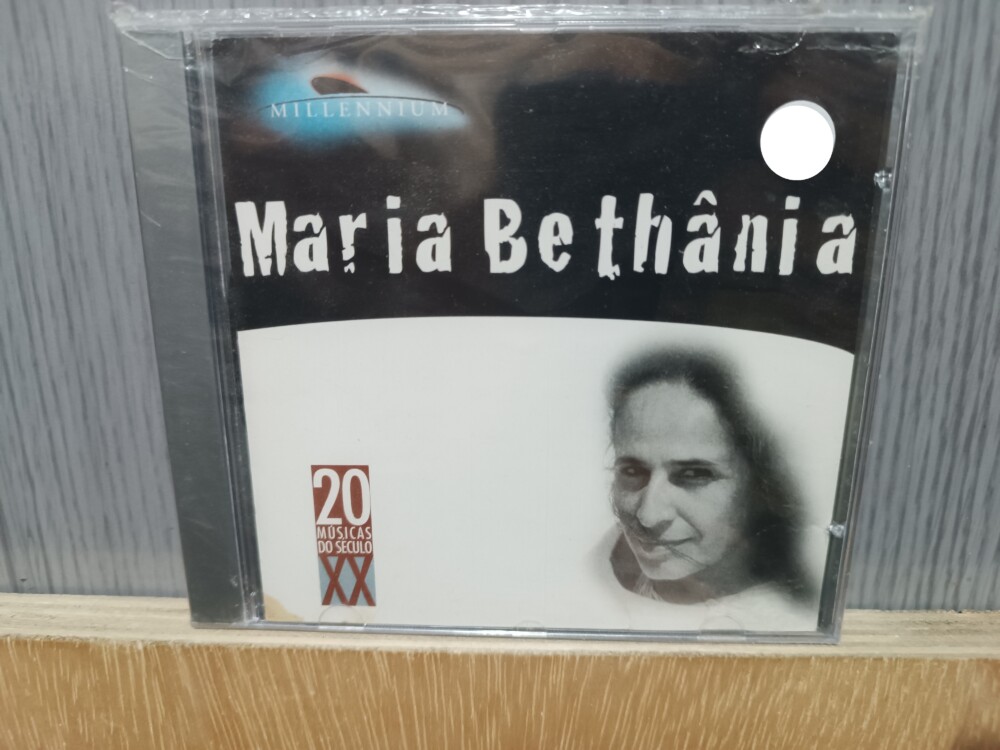 MILLENNIUM
Maria Bethânia
20
MÚSICAS
DO SÉCULO
XX